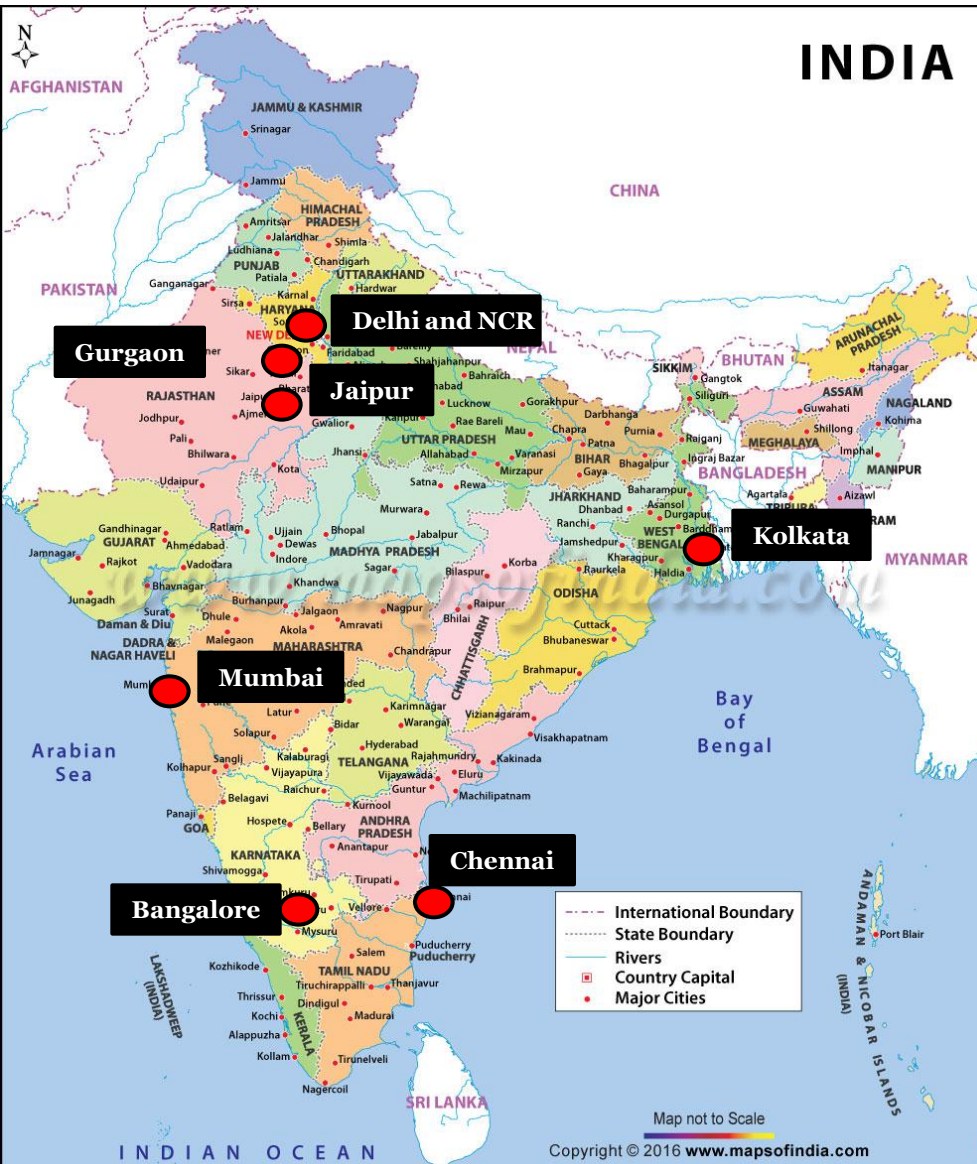 N
INDIA
AFGHANISTAN
JAMMU & KASHMIR
Srinagar
CHINA
Jammu
HIMACHAL
PRADESH
Amritsar
Jalandhar
Shimla
Ludhiana
Chandigarh
PUNJAB
Patiala
UTTARAKHAND
Ganganagar
Hardwar
PAKISTAN
Karnal
Sirsa
HARYANA
Delhi and NCR
NEW
Faridabad
NEPAL
ARUNACHAL
PRADESH
Gurgaon
Shahjahanpur
BHUTAN
SIKKIM
Itanagar
Sikar
Bahraich
Gangtok
ASSAM
Jaipur
RAJASTHAN
Siliguri
NAGALAND
Lucknow
Gorakhpur
Darbhanga
Guwahati
Jodhpur
Rae Bareli
Kohima
Gwalior
Chapra
Purnia
Shillong
Pali
UTTAR PRADESH
Mau
Patna
Raiganj
MEGHALAYA
Jhansi
Allahabad
Varanasi
BIHAR
Imphal
Bhilwara
Kota
Mirzapur
Gaya
Bhagalpur
Ingraj Bazar
MANIPUR
BANGLADESH
Udaipur
Satna
Rewa
JHARKHAND
Baharampur
Agartala
Aizawl
Dhanbad
Asansol
TRIPURA
Murwara
Durgapur
Gandhinagar
Ratlam
Ujjain
Bhopal
Ranchi
WEST
BENGAL
Kolkata
GUJARAT
Dewas
Jabalpur
Jamshedpur
Ahmedabad
Indore
MADHYA PRADESH
Kharagpur
MYANMAR
Jamnagar
Rajkot
Vadodara
Sagar
Korba
Raurkela
Haldia
Bilaspur
Bhavnagar
Khandwa
www.mapsofindia.com
Junagadh
Burhanpur
ODISHA
Surat
Jalgaon
Nagpur
Raipur
Daman & Diu
Dhule
Amravati
Bhilai
Cuttack
Akola
DADRA &
NAGAR HAVELI
Malegaon
MAHARASHTRA
Chandrapur
CHHATTISGARH
Bhubaneswar
Brahmapur
Mumbai
Bay
of
Bengal
Karimnagar
Latur
Vizianagaram
Bidar
Warangal
Solapur
Visakhapatnam
Arabian
Sea
Hyderabad
Kalaburagi
Rajahmundry
Kakinada
Sangli
TELANGANA
Kolhapur
Vijayapura
Vijayawada
Eluru
Raichur
Guntur
Machilipatnam
Belagavi
Kurnool
Panaji
Hospete
Bellary
ANDHRA
PRADESH
GOA
Anantapur
KARNATAKA
Chennai
Shivamogga
Tirupati
Bangalore
Vellore
Mysuru
Puducherry
Puducherry
Salem
Kozhikode
TAMIL NADU
Tiruchirappalli
Thanjavur
Thrissur
Dindigul
Kochi
Madurai
Alappuzha
KERALA
Kollam
Tirunelveli
Nagercoil
LAKSHADWEEP
(INDIA)
SRI LANKA
International Boundary
State Boundary
Rivers
Country Capital
Major Cities
ANDAMAN & NICOBAR ISLANDS
(INDIA)
Port Blair
Map not to Scale
INDIAN OCEAN
Copyright © 2016 www.mapsofindia.com